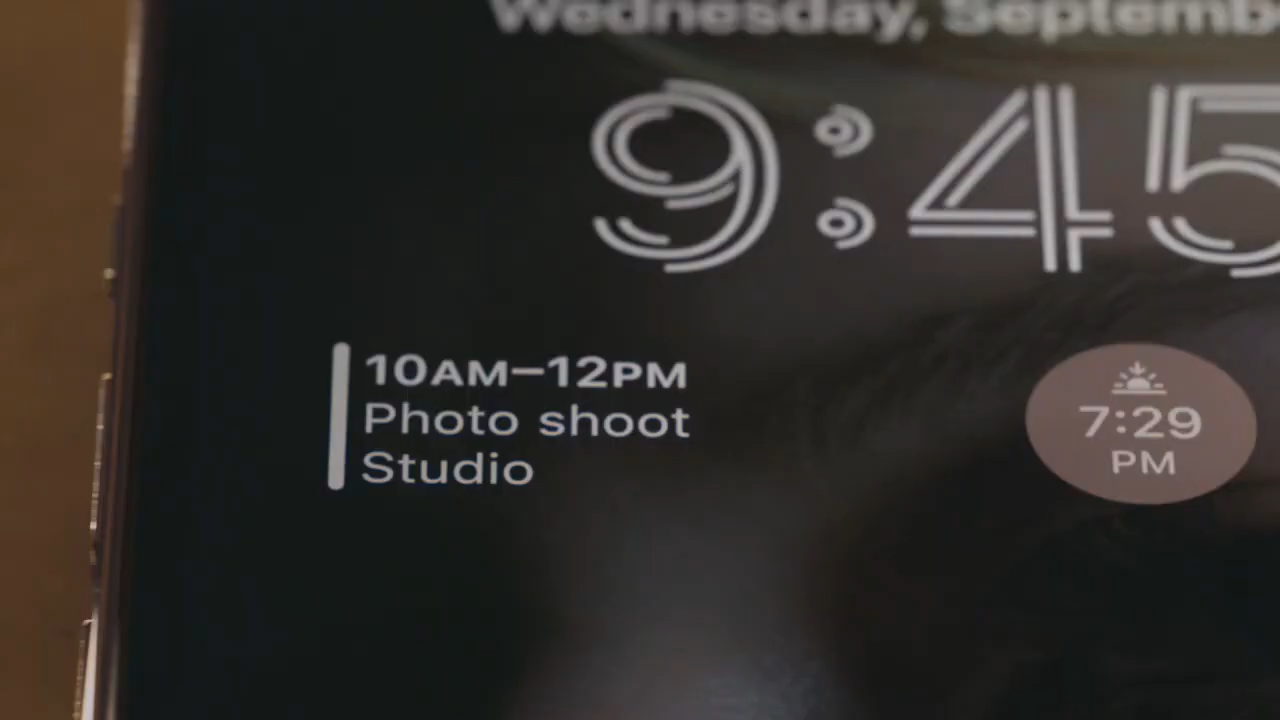 Wednesday, Septemb
9:45
10AM–12PM
Photo shoot
Studio
7:29
PM